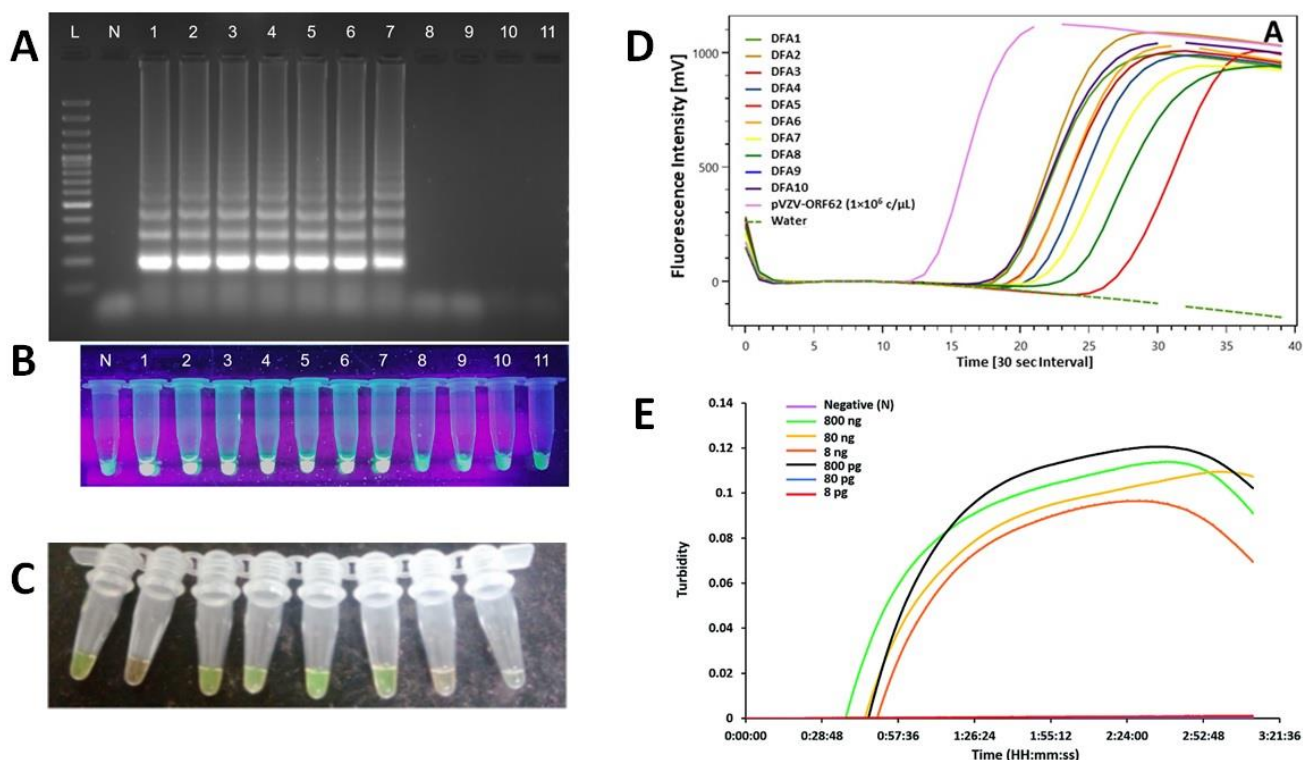 A
L N 1 2 3 4 5 6 7 8 9 10 11
B
N 1 2 3 4 5 6 7 8 9 10 11
C
D
A
Fluorescence Intensity [mV]
1000
500
0
DFA1
DFA2
DFA3
DFA4
DFA5
DFA6
DFA7
DFA8
DFA9
DFA10
pVZV-ORF62 (1×10⁶ c/µL)
Water
0 5 10 15 20 25 30 35 40
Time [30 sec Interval]
E
Turbidity
0.14
0.12
0.1
0.08
0.06
0.04
0.02
0
Negative (N)
800 ng
80 ng
8 ng
800 pg
80 pg
8 pg
0:00:00 0:28:48 0:57:36 1:26:24 1:55:12 2:24:00 2:52:48 3:21:36
Time (HH:mm:ss)